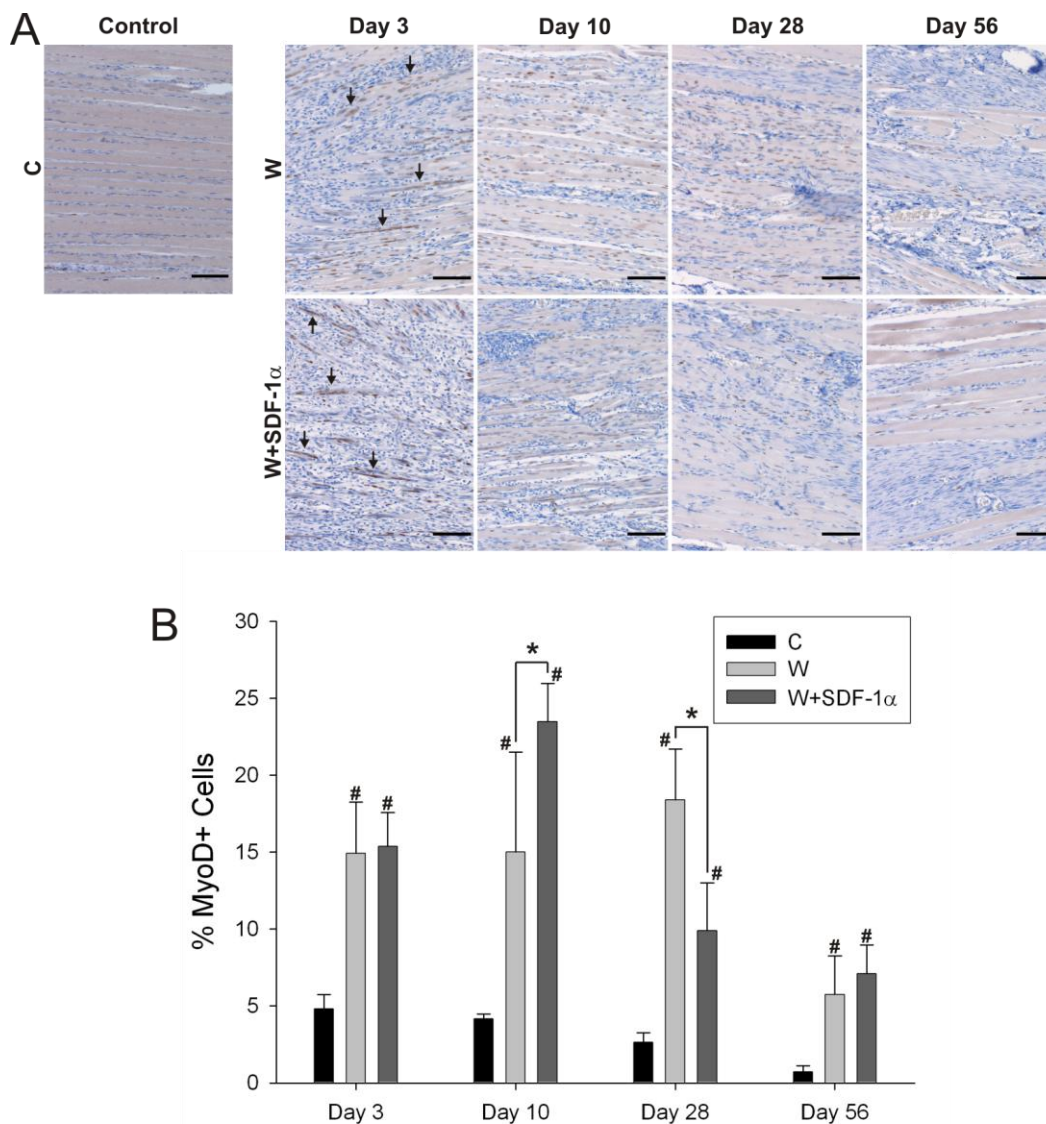 A
Control
Day 3
Day 10
Day 28
Day 56
C
W
W+SDF-1α
B
% MyoD+ Cells
30
25
20
15
10
5
0
C
W
W+SDF-1α
# #
# * #
# * #
# #
Day 3
Day 10
Day 28
Day 56